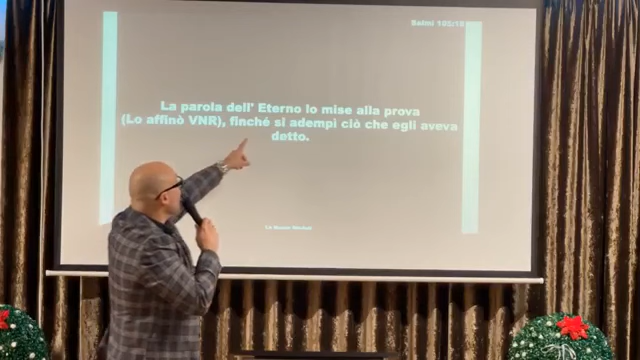 Salmi 105:19
La parola dell' Eterno lo mise alla prova
(Lo affinò VNR), finché si adempì ciò che egli aveva
detto.